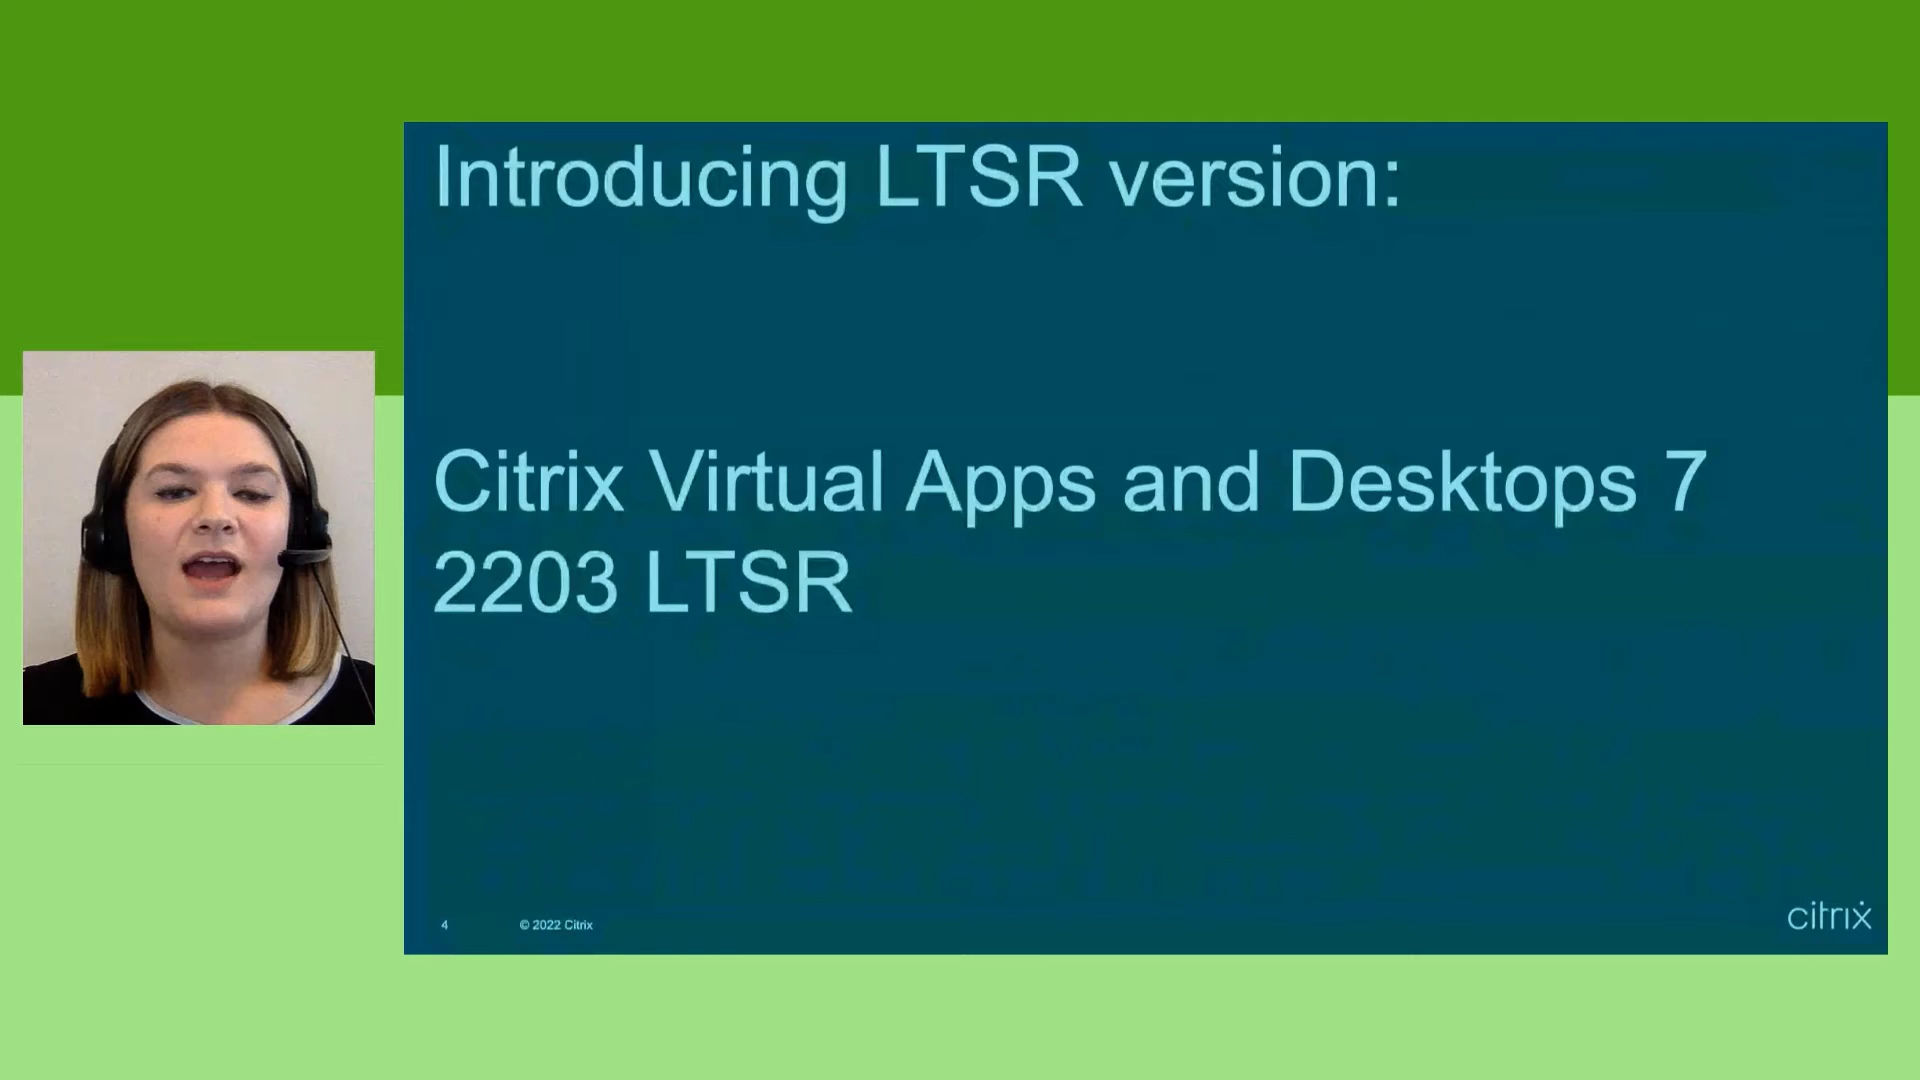 Introducing LTSR version:
Citrix Virtual Apps and Desktops 7
2203 LTSR
4
© 2022 Citrix
citrix